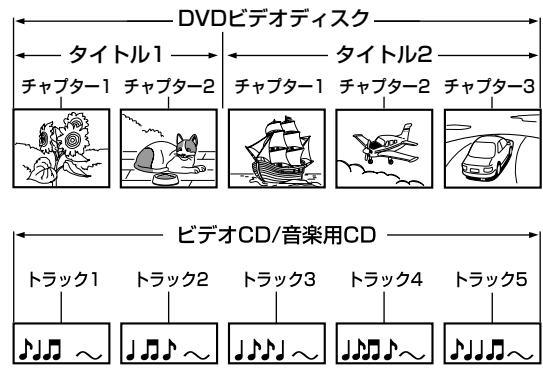 DVDビデオディスク
タイトル1 タイトル2
チャプター1 チャプター2 チャプター1 チャプター2 チャプター3
ビデオCD/音楽用CD
トラック1 トラック2 トラック3 トラック4 トラック5